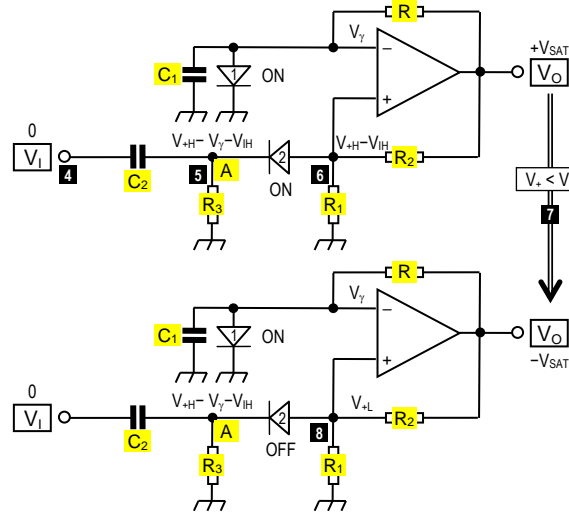 R
Vγ
−
+VSAT
C1
1
ON
VO
+
0
V+H− Vγ−VIH
V+H−VIH
VI
2
R2
V+ < V
4
C2
5
A
ON
6
7
R3
R1
R
Vγ
−
C1
1
ON
VO
+
−VSAT
0
V+H− Vγ−VIH
V+L
VI
2
R2
C2
A
OFF
8
R3
R1